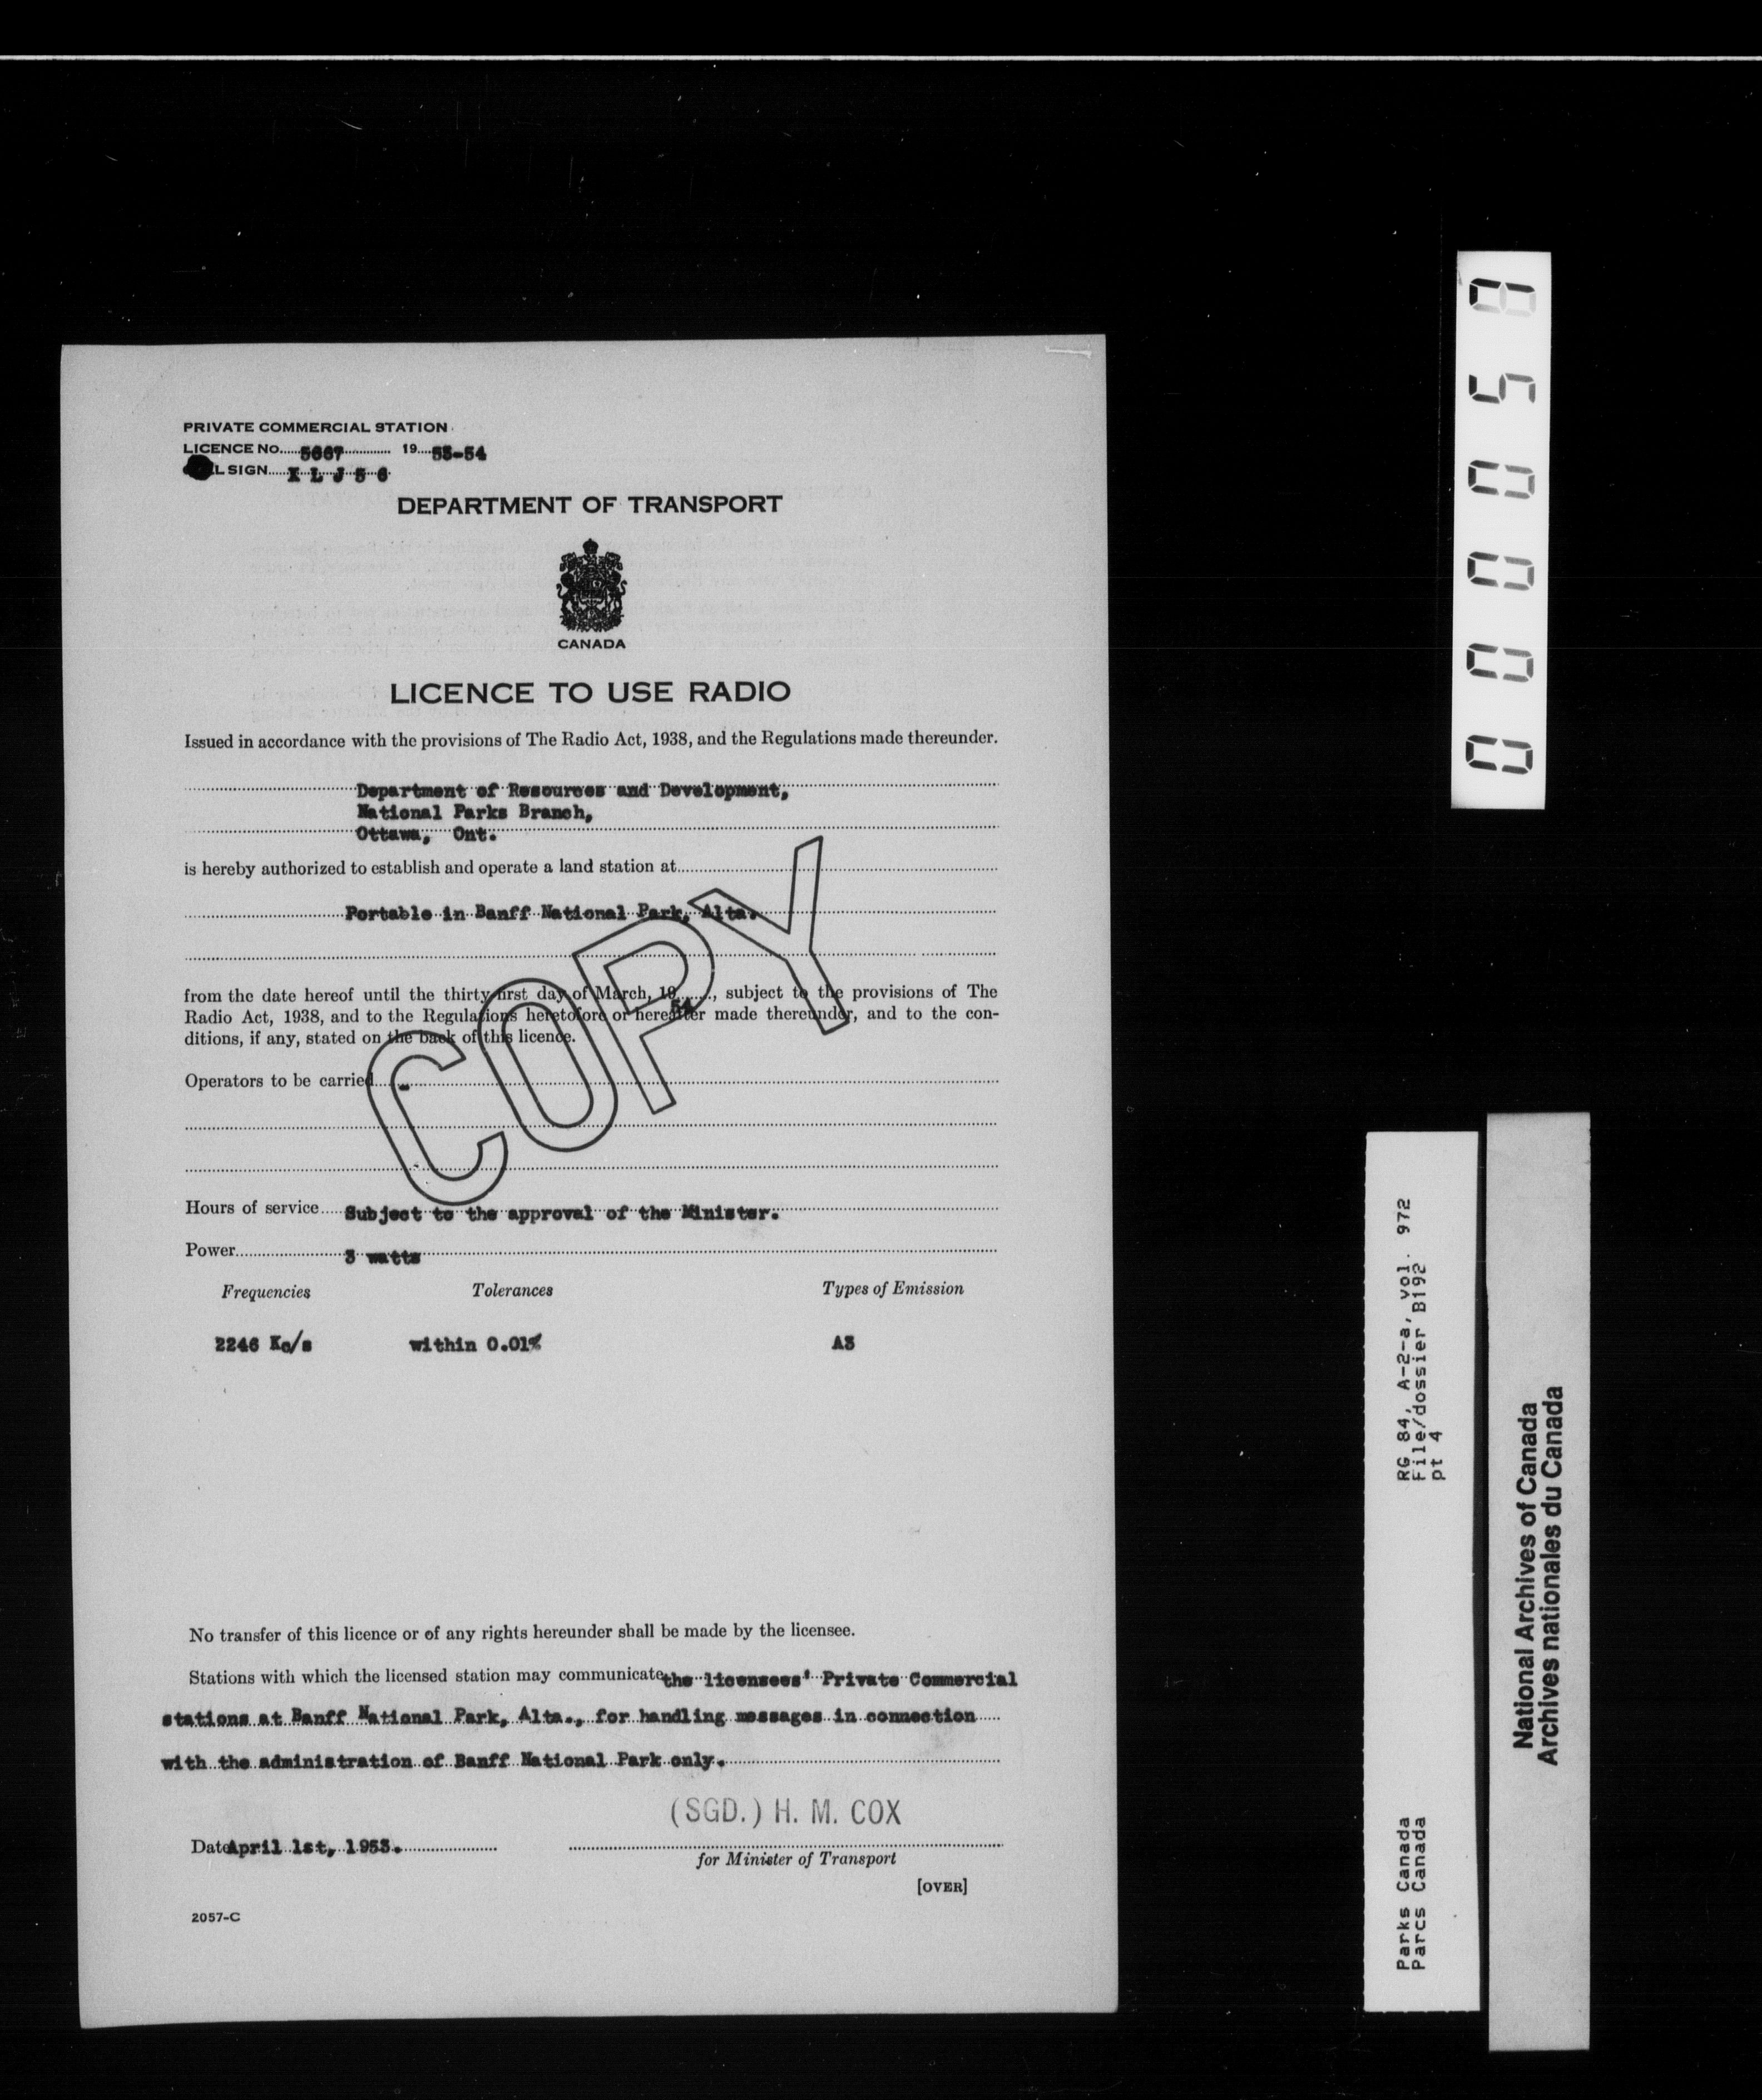 PRIVATE COMMERCIAL STATION
LICENCE No. 5667 19 53-54
L SIGN X L J 5 6
DEPARTMENT OF TRANSPORT
CANADA
LICENCE TO USE RADIO
Issued in accordance with the provisions of The Radio Act, 1938, and the Regulations made thereunder.
Department of Resources and Development,
National Parks Branch,
Ottawa, Ont.
is hereby authorized to establish and operate a land station at
Portable in Banff National Park, Alta.
from the date hereof until the thirty-first day of March, 19 54, subject to the provisions of The
Radio Act, 1938, and to the Regulations heretofore or hereafter made thereunder, and to the con-
ditions, if any, stated on the back of this licence.
COPY
Operators to be carried -
Hours of service Subject to the approval of the Minister.
Power 3 watts
Frequencies Tolerances Types of Emission
2246 Kc/s within 0.01% A3
No transfer of this licence or of any rights hereunder shall be made by the licensee.
Stations with which the licensed station may communicate the licensees' Private Commercial
stations at Banff National Park, Alta., for handling messages in connection
with the administration of Banff National Park only.
(SGD.) H. M. COX
Date April 1st, 1953.
for Minister of Transport
[OVER]
2057-C
000058
RG 84, A-2-a, vol. 972
File/dossier B192
pt 4
Parks Canada
Parcs Canada
National Archives of Canada
Archives nationales du Canada